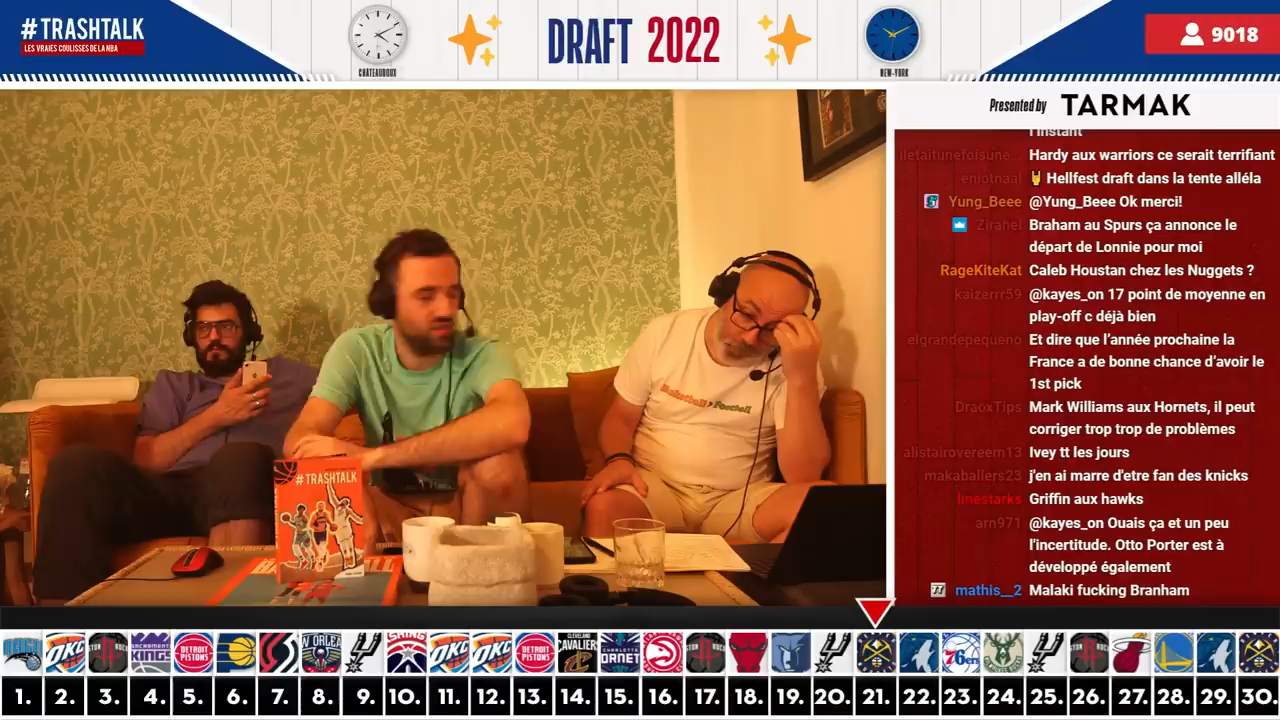 #TRASHTALK
LES VRAIES COULISSES DE LA NBA
CHÂTEAUROUX
DRAFT 2022
NEW-YORK
9018
Presented by TARMAK
l'instant
iletaitunefoisune... Hardy aux warriors ce serait terrifiant
eniotnaal 🤘 Hellfest draft dans la tente alléla
Yung_Beee @Yung_Beee Ok merci!
Zirahel Braham au Spurs ça annonce le
départ de Lonnie pour moi
RageKiteKat Caleb Houstan chez les Nuggets ?
kaizerrr59 @kayes_on 17 point de moyenne en
play-off c déjà bien
elgrandepequeno Et dire que l'année prochaine la
France a de bonne chance d'avoir le
1st pick
DraoxTips Mark Williams aux Hornets, il peut
corriger trop trop de problèmes
alistairovereem13 Ivey tt les jours
makaballers23 j'en ai marre d'etre fan des knicks
linestarks Griffin aux hawks
arn971 @kayes_on Ouais ça et un peu
l'incertitude. Otto Porter est à
développé également
mathis__2 Malaki fucking Branham
Basketball > Football
#TRASHTALK
1. 2. 3. 4. 5. 6. 7. 8. 9. 10. 11. 12. 13. 14. 15. 16. 17. 18. 19. 20. 21. 22. 23. 24. 25. 26. 27. 28. 29. 30.